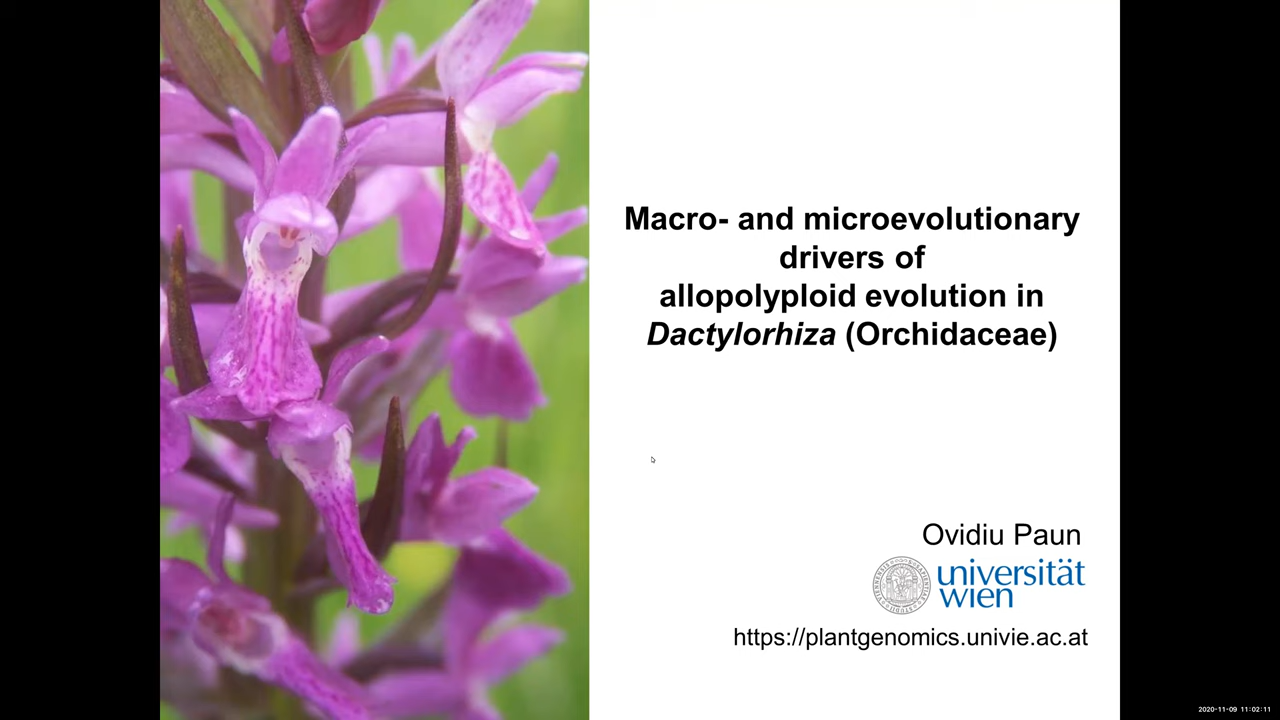 Macro- and microevolutionary
drivers of
allopolyploid evolution in
Dactylorhiza (Orchidaceae)
Ovidiu Paun
universität
wien
https://plantgenomics.univie.ac.at
2020-11-09 11:02:11